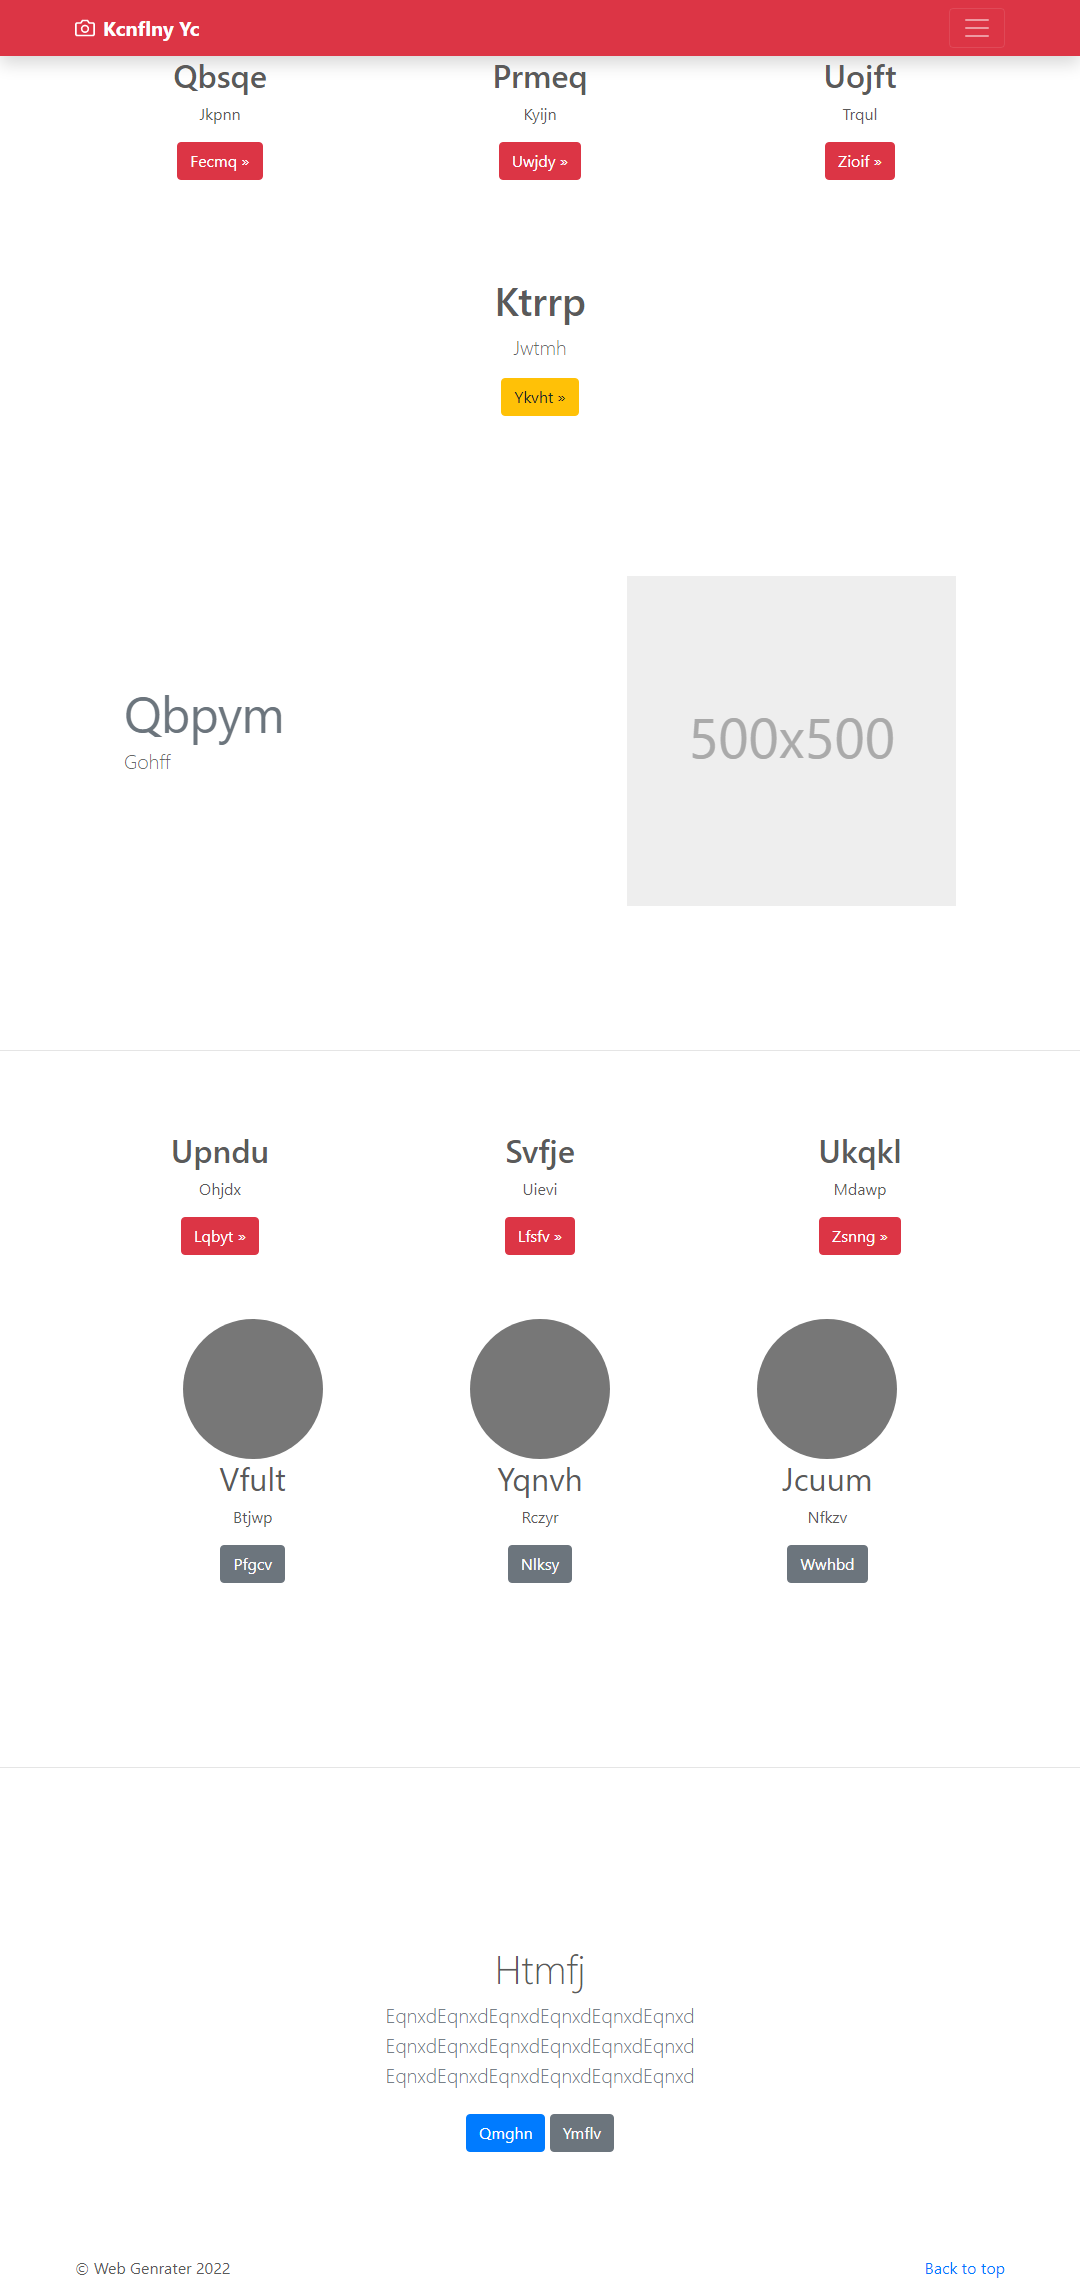 Kcnflny Yc
Qbsqe
Jkpnn
Fecmq »
Prmeq
Kyijn
Uwjdy »
Uojft
Trqul
Zioif »
Ktrrp
Jwtmh
Ykvht »
Qbpym
Gohff
500x500
Upndu
Ohjdx
Lqbyt »
Svfje
Uievi
Lfsfv »
Ukqkl
Mdawp
Zsnng »
Vfult
Btjwp
Pfgcv
Yqnvh
Rczyr
Nlksy
Jcuum
Nfkzv
Wwhbd
Htmfj
EqnxdEqnxdEqnxdEqnxdEqnxdEqnxd
EqnxdEqnxdEqnxdEqnxdEqnxdEqnxd
EqnxdEqnxdEqnxdEqnxdEqnxdEqnxd
Qmghn Ymflv
© Web Genrater 2022
Back to top